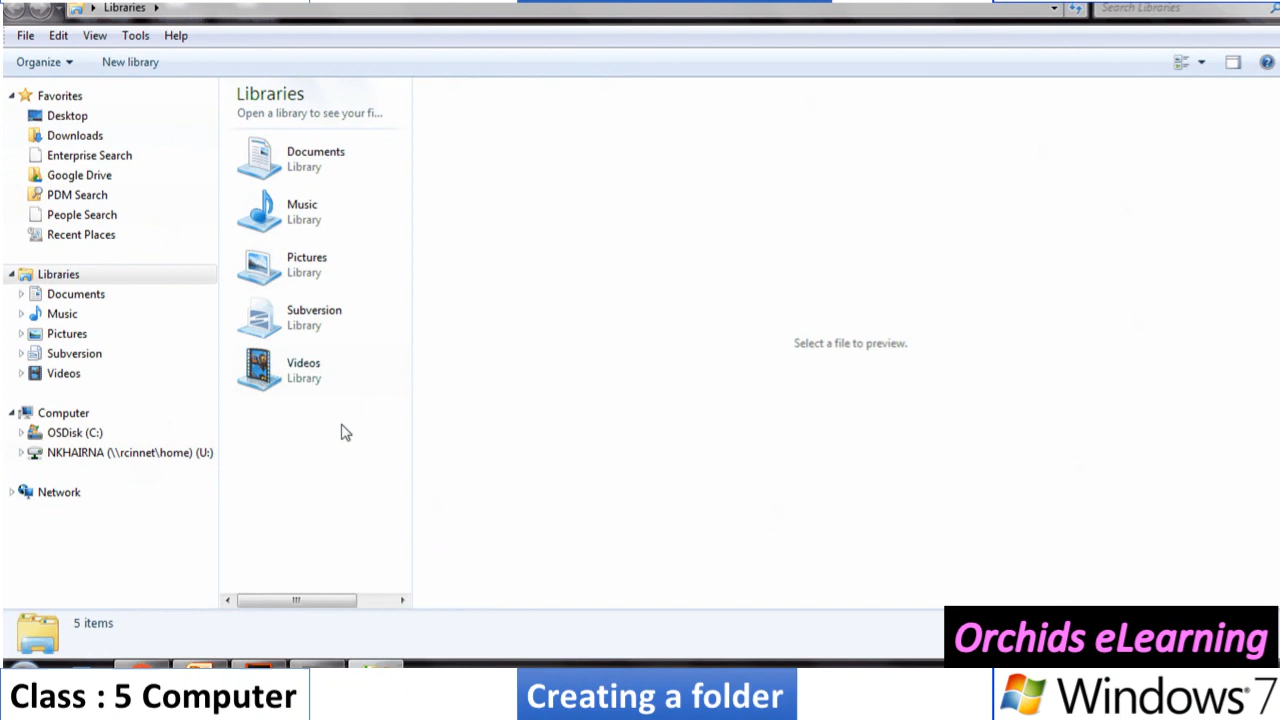 Libraries
Search Libraries
File Edit View Tools Help
Organize New library
Favorites
Desktop
Downloads
Enterprise Search
Google Drive
PDM Search
People Search
Recent Places
Libraries
Documents
Music
Pictures
Subversion
Videos
Computer
OSDisk (C:)
NKHAIRNA (\\rcinnet\home) (U:)
Network
Libraries
Open a library to see your fi...
Documents
Library
Music
Library
Pictures
Library
Subversion
Library
Videos
Library
Select a file to preview.
5 items
Orchids eLearning
Class : 5 Computer
Creating a folder
Windows 7